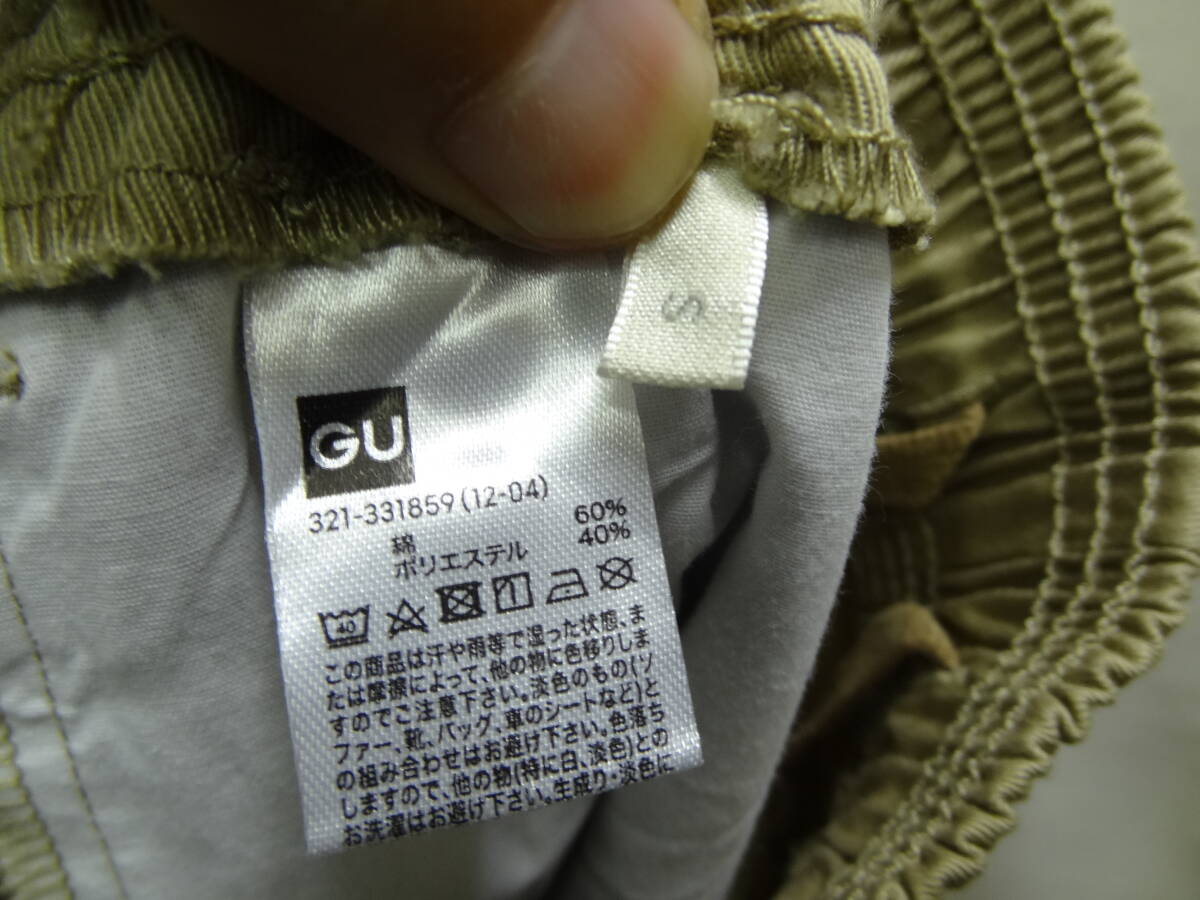 S
GU
321-331859(12-04)
綿 60%
ポリエステル 40%
40
この商品は汗や雨等で湿った状態、ま
たは摩擦によって、他の物に色移りしま
すのでご注意下さい。淡色のもの(ソ
ファー、靴、バッグ、車のシートなど)と
の組み合わせはお避け下さい。色落ち
しますので、他の物(特に白、淡色)との
お洗濯はお避け下さい。生成り・淡色に